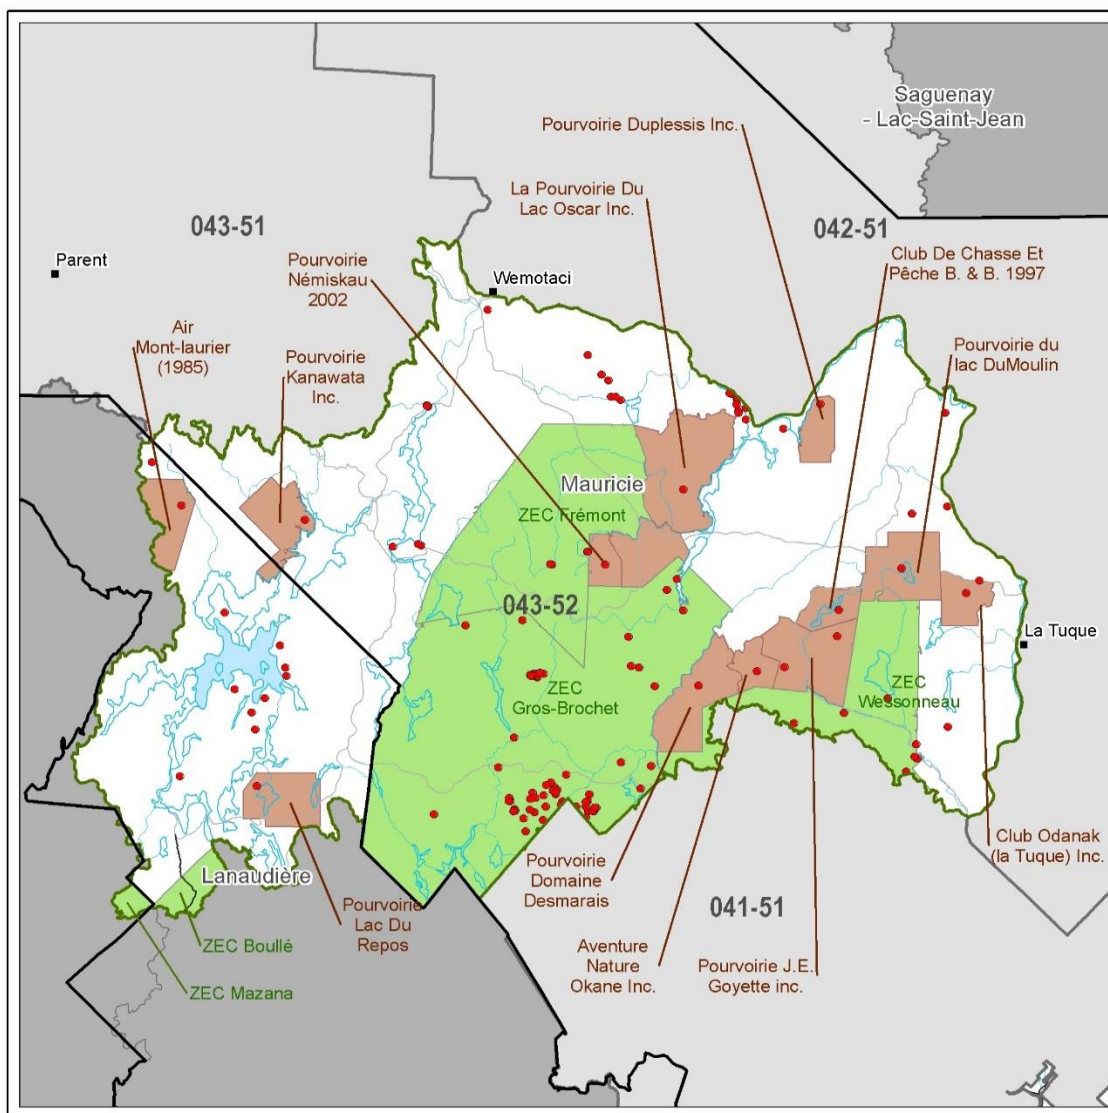 Saguenay
- Lac-Saint-Jean
Pourvoirie Duplessis Inc.
La Pourvoirie Du
Lac Oscar Inc.
043-51
042-51
Parent
Pourvoirie
Némiskau
2002
Wemotaci
Club De Chasse Et
Pêche B. & B. 1997
Air
Mont-laurier
(1985)
Pourvoirie
Kanawata
Inc.
Pourvoirie du
lac DuMoulin
Mauricie
ZEC Frémont
043-52
La Tuque
ZEC
Gros-Brochet
ZEC
Wessonneau
Lanaudière
Pourvoirie
Lac Du
Repos
Pourvoirie
Domaine
Desmarais
Club Odanak
(la Tuque) Inc.
041-51
ZEC Boullé
ZEC Mazana
Aventure
Nature
Okane Inc.
Pourvoirie J.E.
Goyette inc.